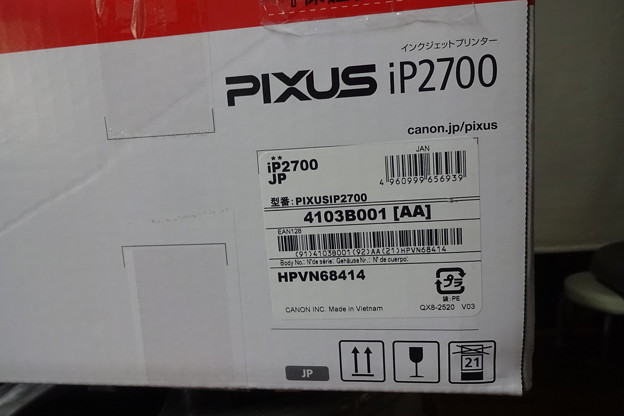 インクジェットプリンター
PIXUS iP2700
canon.jp/pixus
JAN
**
iP2700
JP
4 960999 656939
型番:PIXUSIP2700
4103B001 [AA]
EAN128
(91)4103B001(92)AA(21)HPVN68414
Body No.: N°de série: Gehäuse Nr.: N° de cuerpo:
HPVN68414
プラ
袋:PE
CANON INC. Made in Vietnam
QX8-2520 V03
JP
21